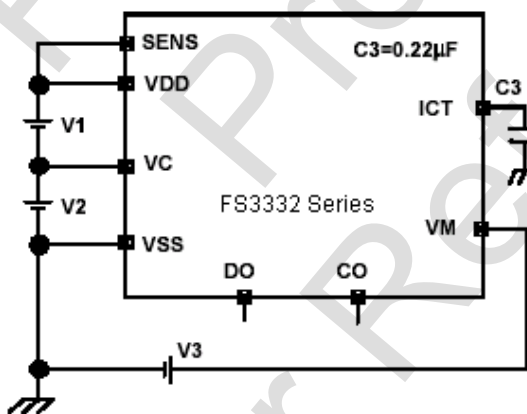 SENS
C3=0.22µF
VDD
C3
ICT
V1
VC
V2
FS3332 Series
VM
VSS
DO
CO
V3